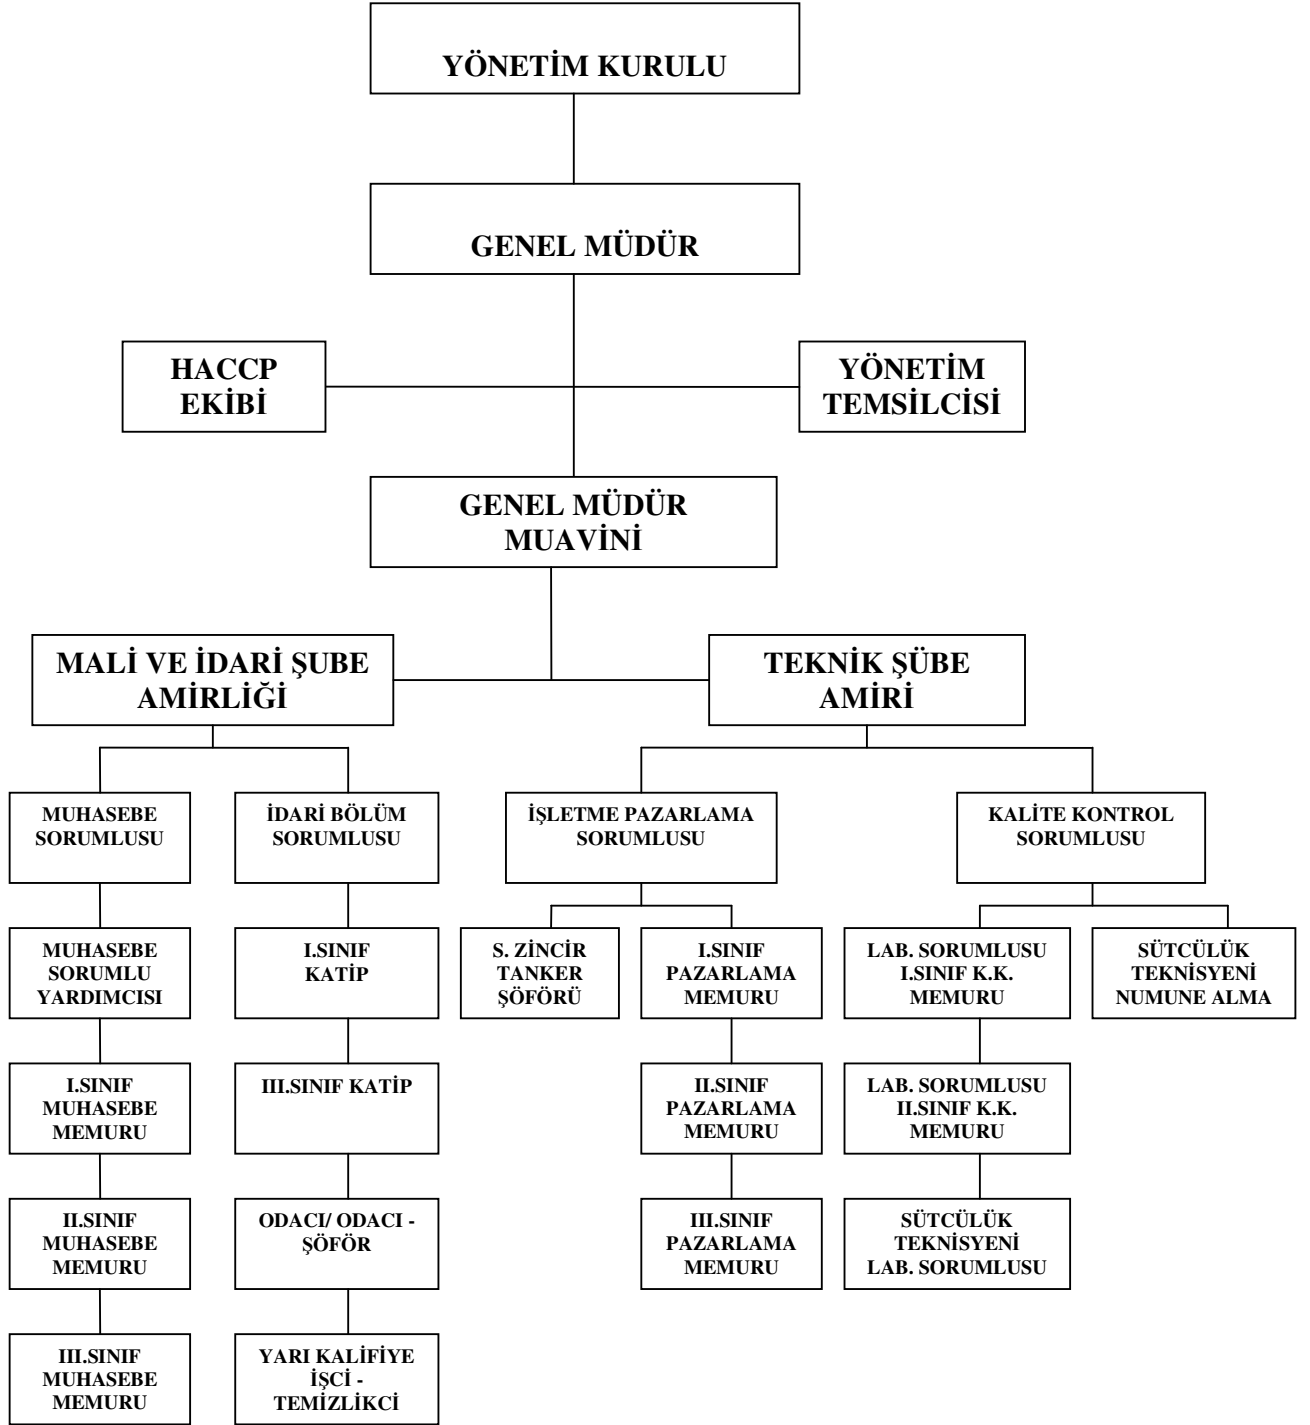 YÖNETİM KURULU
GENEL MÜDÜR
HACCP
EKİBİ
YÖNETİM
TEMSİLCİSİ
GENEL MÜDÜR
MUAVİNİ
MALİ VE İDARİ ŞUBE
AMİRLİĞİ
TEKNİK ŞÜBE
AMİRİ
MUHASEBE
SORUMLUSU
İDARİ BÖLÜM
SORUMLUSU
İŞLETME PAZARLAMA
SORUMLUSU
KALİTE KONTROL
SORUMLUSU
MUHASEBE
SORUMLU
YARDIMCISI
I.SINIF
KATİP
S. ZİNCİR
TANKER
ŞÖFÖRÜ
I.SINIF
PAZARLAMA
MEMURU
LAB. SORUMLUSU
I.SINIF K.K.
MEMURU
SÜTCÜLÜK
TEKNİSYENİ
NUMUNE ALMA
I.SINIF
MUHASEBE
MEMURU
III.SINIF KATİP
II.SINIF
PAZARLAMA
MEMURU
LAB. SORUMLUSU
II.SINIF K.K.
MEMURU
II.SINIF
MUHASEBE
MEMURU
ODACI/ ODACI -
ŞÖFÖR
III.SINIF
PAZARLAMA
MEMURU
SÜTCÜLÜK
TEKNİSYENİ
LAB. SORUMLUSU
III.SINIF
MUHASEBE
MEMURU
YARI KALİFİYE
İŞCİ -
TEMİZLİKCİ